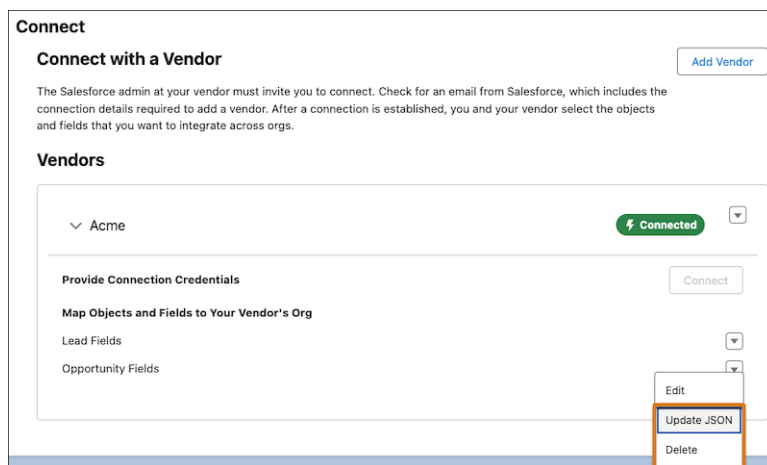 Connect
Connect with a Vendor
Add Vendor
The Salesforce admin at your vendor must invite you to connect. Check for an email from Salesforce, which includes the
connection details required to add a vendor. After a connection is established, you and your vendor select the objects
and fields that you want to integrate across orgs.
Vendors
Acme
Connected
Provide Connection Credentials
Connect
Map Objects and Fields to Your Vendor's Org
Lead Fields
Opportunity Fields
Edit
Update JSON
Delete